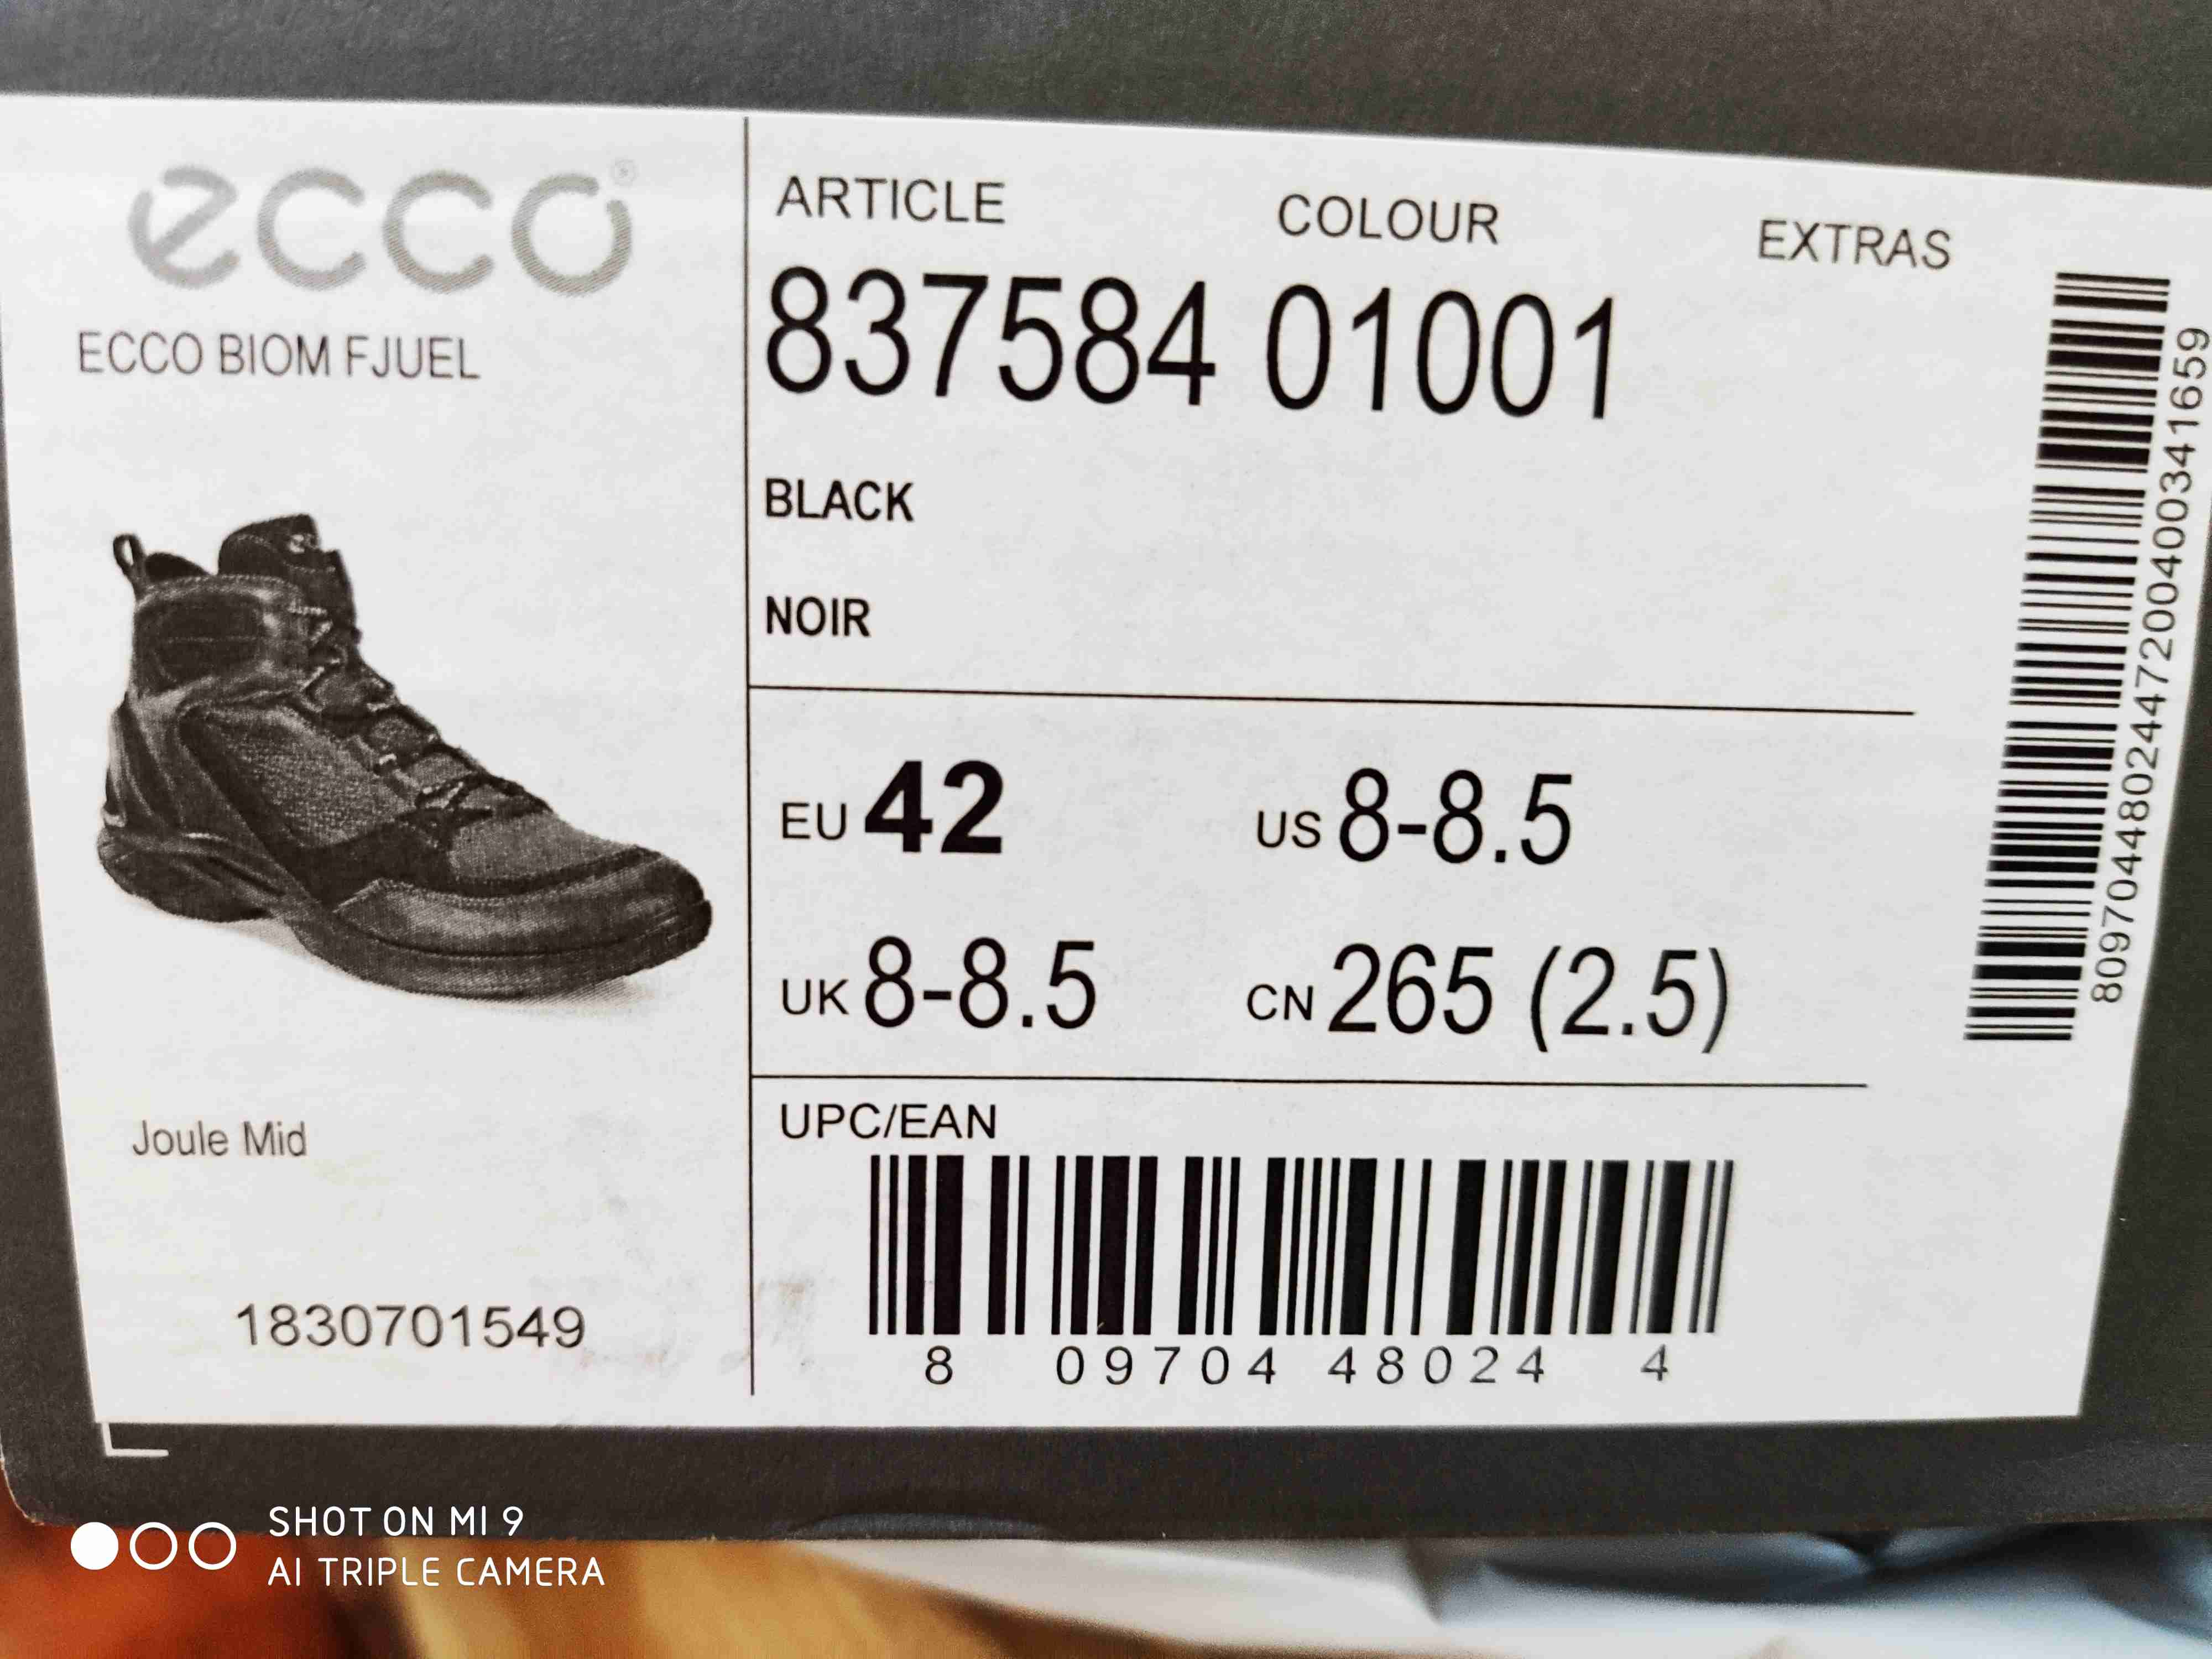 ecco®
ECCO BIOM FJUEL
Joule Mid
1830701549
ARTICLE COLOUR EXTRAS
837584 01001
BLACK
NOIR
EU 42 US 8-8.5
UK 8-8.5 CN 265 (2.5)
UPC/EAN
8 09704 48024 4
80970448024472004003416​59
SHOT ON MI 9
AI TRIPLE CAMERA